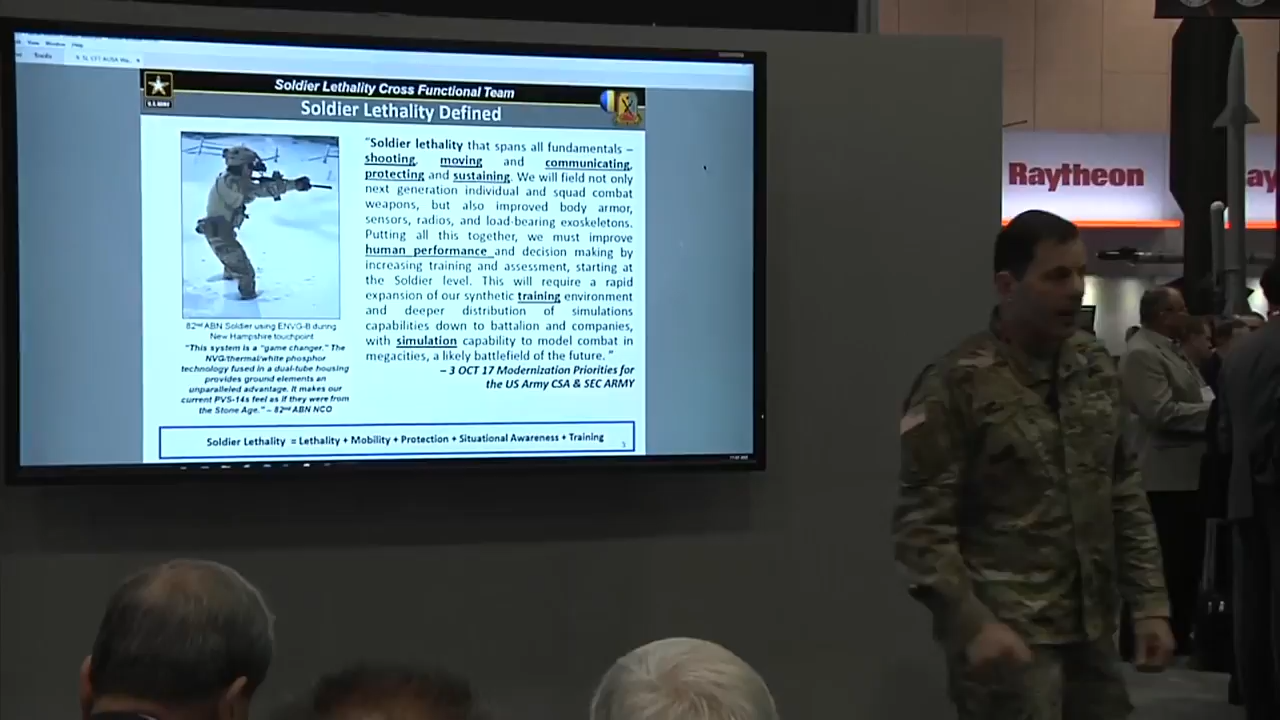 View Window Help
Tools
Soldier Lethality Cross Functional Team
Soldier Lethality Defined
U.S. ARMY
"Soldier lethality that spans all fundamentals –
shooting, moving and communicating,
protecting and sustaining. We will field not only
next generation individual and squad combat
weapons, but also improved body armor,
sensors, radios, and load-bearing exoskeletons.
Putting all this together, we must improve
human performance and decision making by
increasing training and assessment, starting at
the Soldier level. This will require a rapid
expansion of our synthetic training environment
and deeper distribution of simulations
capabilities down to battalion and companies,
with simulation capability to model combat in
megacities, a likely battlefield of the future. "
– 3 OCT 17 Modernization Priorities for
the US Army CSA & SEC ARMY
82nd ABN Soldier using ENVG-B during
New Hampshire touchpoint
"This system is a "game changer." The
NVG/thermal/white phosphor
technology fused in a dual-tube housing
provides ground elements an
unparalleled advantage. It makes our
current PVS-14s feel as if they were from
the Stone Age." – 82nd ABN NCO
Soldier Lethality = Lethality + Mobility + Protection + Situational Awareness + Training
Raytheon
Ray